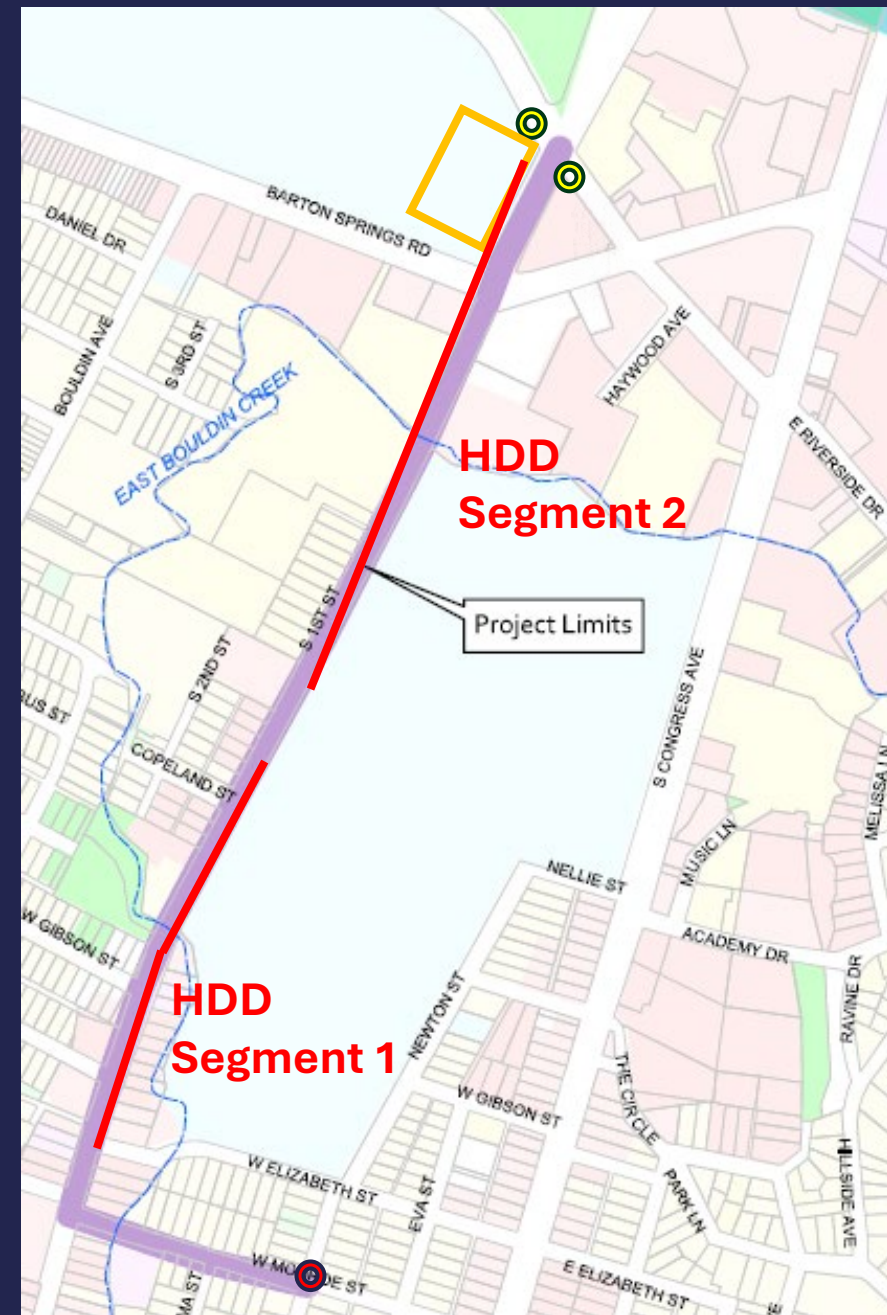 BARTON SPRINGS RD
DANIEL DR
BOULDIN AVE
S 3RD ST
HAYWOOD AVE
EAST BOULDIN CREEK
E RIVERSIDE DR
HDD
Segment 2
S 1ST ST
Project Limits
S 2ND ST
S CONGRESS AVE
COPELAND ST
MELISSA LN
MUSIC LN
NELLIE ST
W GIBSON ST
ACADEMY DR
RAVINE DR
HDD
Segment 1
NEWTON ST
W GIBSON ST
THE CIRCLE
PARK LN
HILLSIDE AVE
W ELIZABETH ST
EVA ST
E ELIZABETH ST